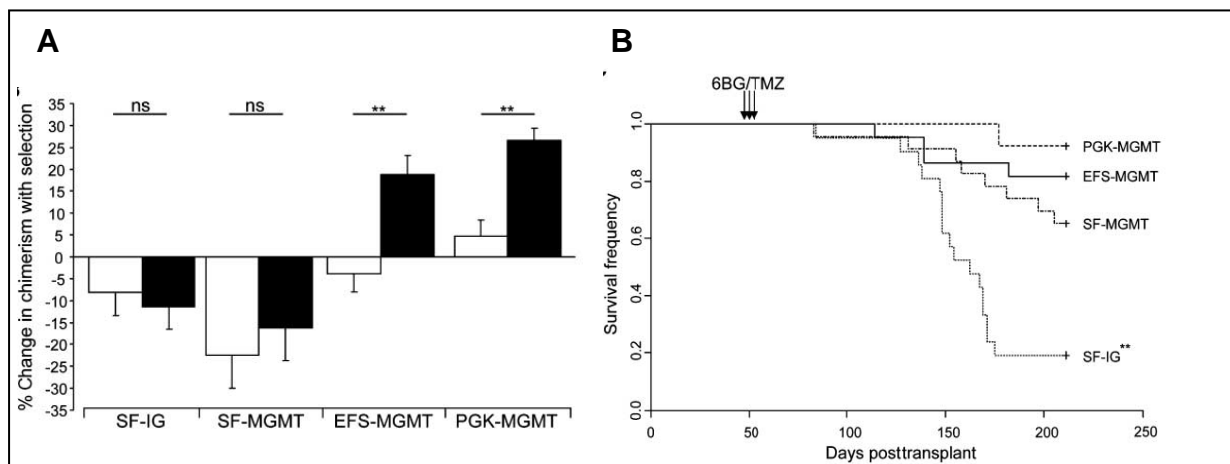 A
% Change in chimerism with selection
35
30
25
20
15
10
5
0
-5
-10
-15
-20
-25
-30
-35
ns
ns
**
**
SF-IG
SF-MGMT
EFS-MGMT
PGK-MGMT
B
6BG/TMZ
Survival frequency
1.0
0.8
0.6
0.4
0.2
0.0
PGK-MGMT
EFS-MGMT
SF-MGMT
SF-IG**
0
50
100
150
200
250
Days posttransplant